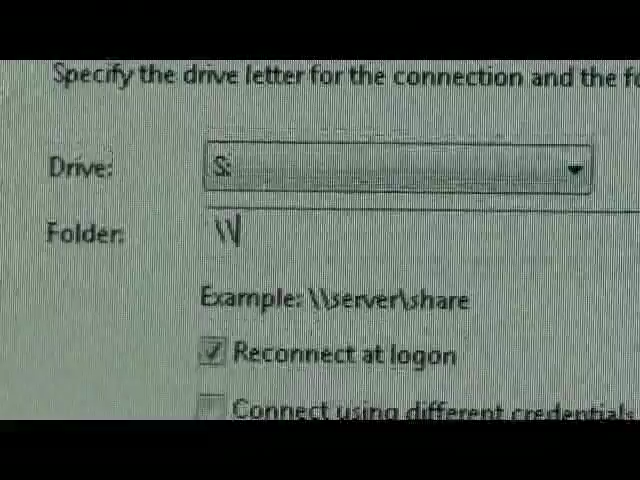 Specify the drive letter for the connection and the
Drive: S:
Folder: \\
Example: \\server\share
Reconnect at logon
Connect using different credentials